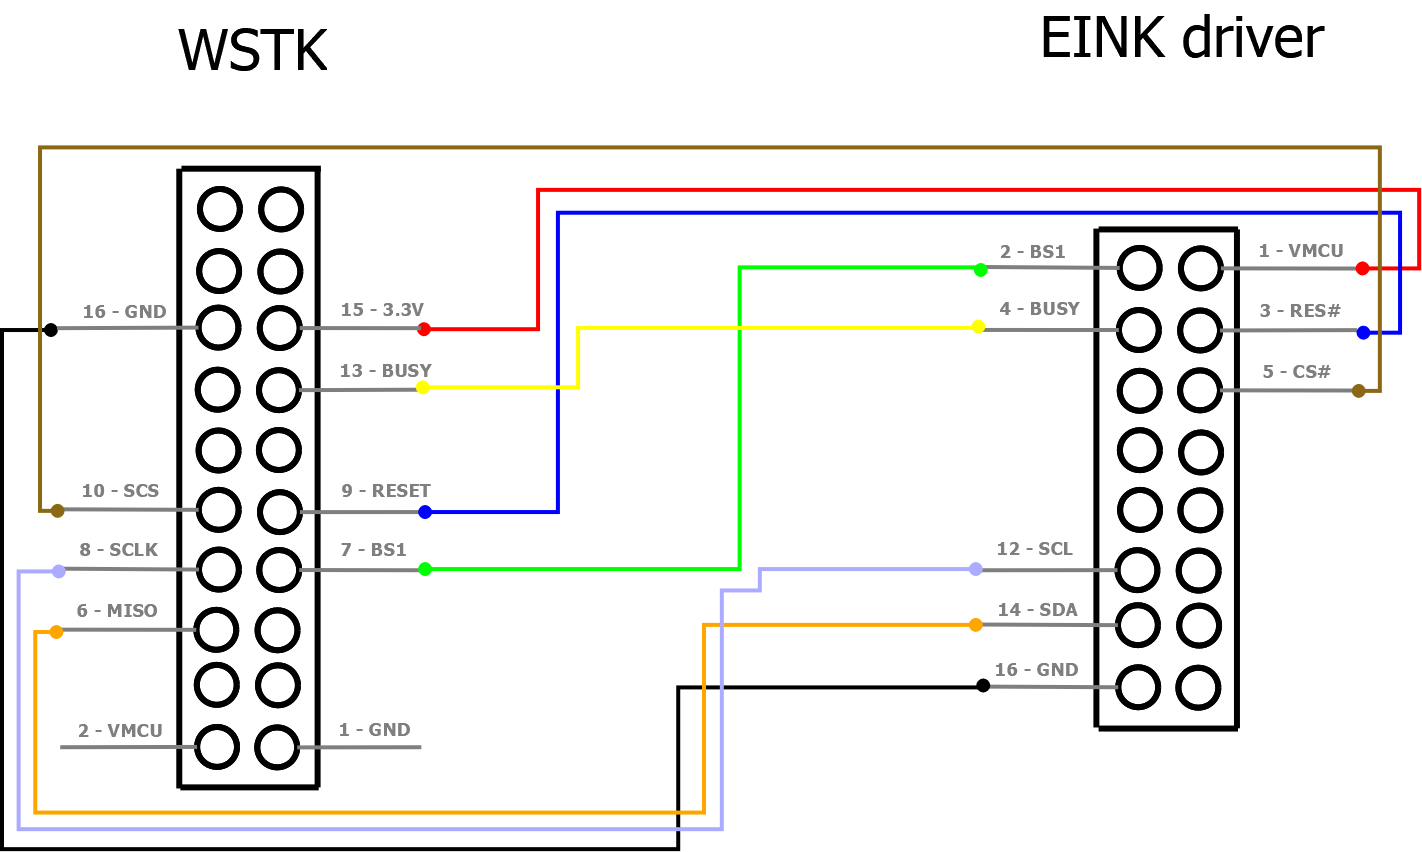 WSTK
EINK driver
16 - GND
15 - 3.3V
13 - BUSY
10 - SCS
9 - RESET
8 - SCLK
7 - BS1
6 - MISO
2 - VMCU
1 - GND
2 - BS1
1 - VMCU
4 - BUSY
3 - RES#
5 - CS#
12 - SCL
14 - SDA
16 - GND